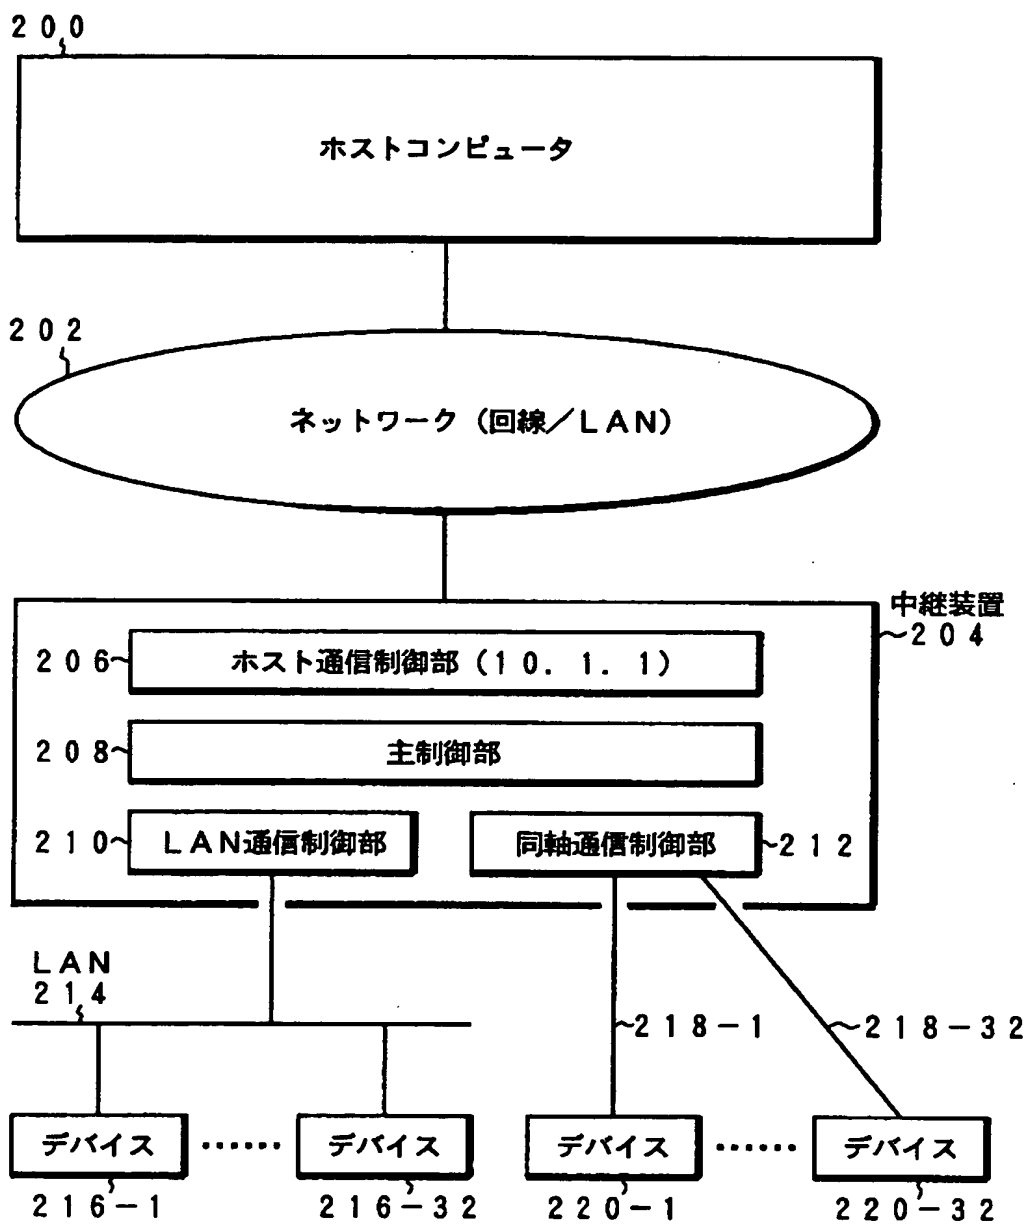 200
ホストコンピュータ
202
ネットワーク(回線/LAN)
中継装置
204
206
ホスト通信制御部(10.1.1)
208
主制御部
210
LAN通信制御部
同軸通信制御部
212
LAN
214
218-1
218-32
デバイス
……
デバイス
デバイス
……
デバイス
216-1
216-32
220-1
220-32